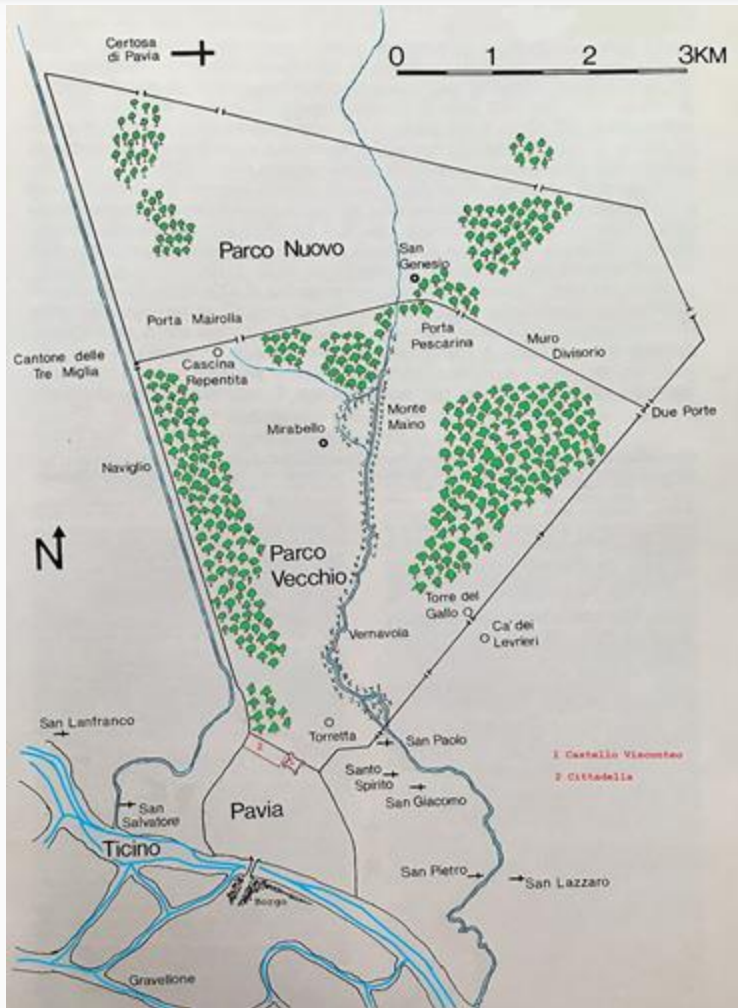 Certosa
di Pavia
0 1 2 3KM
Parco Nuovo
San
Genesio
Porta Mairolla
Porta
Pescarina
Muro
Divisorio
Cantone delle
Tre Miglia
Cascina
Repentita
Due Porte
Monte
Maino
Mirabello
Naviglio
N
Parco
Vecchio
Torre del
Gallo
Ca' dei
Levrieri
Vernavola
San Lanfranco
Torretta
San Paolo
1 Castello Visconteo
2 Cittadella
2
1
Santo
Spirito
San Giacomo
San
Salvatore
Pavia
Ticino
San Pietro
San Lazzaro
Borgo
Gravellone